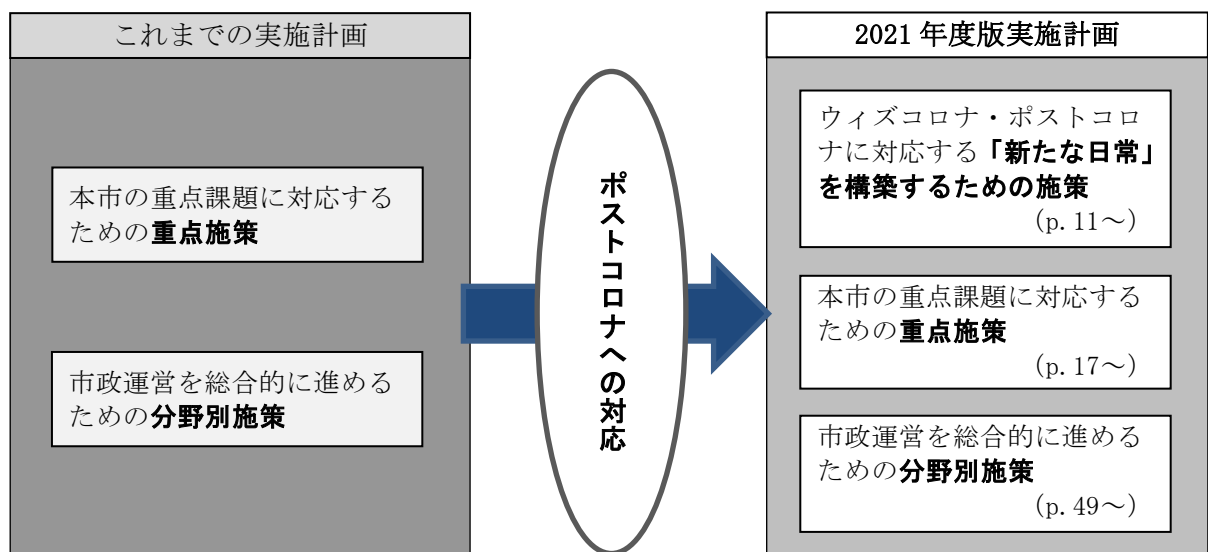 これまでの実施計画
本市の重点課題に対応する
ための重点施策
市政運営を総合的に進める
ための分野別施策
ポストコロナへの対応
2021年度版実施計画
ウィズコロナ・ポストコロ
ナに対応する「新たな日常」
を構築するための施策
(p. 11～)
本市の重点課題に対応する
ための重点施策
(p. 17～)
市政運営を総合的に進める
ための分野別施策
(p. 49～)